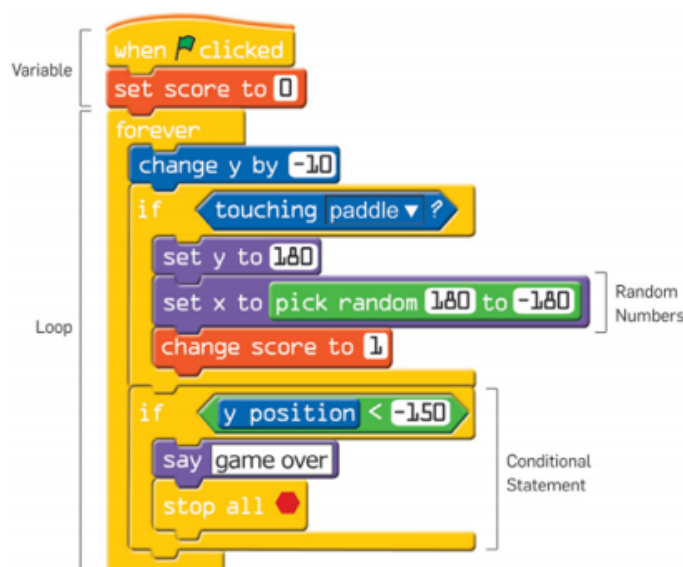 when clicked
Variable
set score to 0
forever
change y by -10
if touching paddle ?
set y to 180
set x to pick random 180 to -180
Random
Numbers
Loop
change score to 1
if y position < -150
say game over
Conditional
Statement
stop all